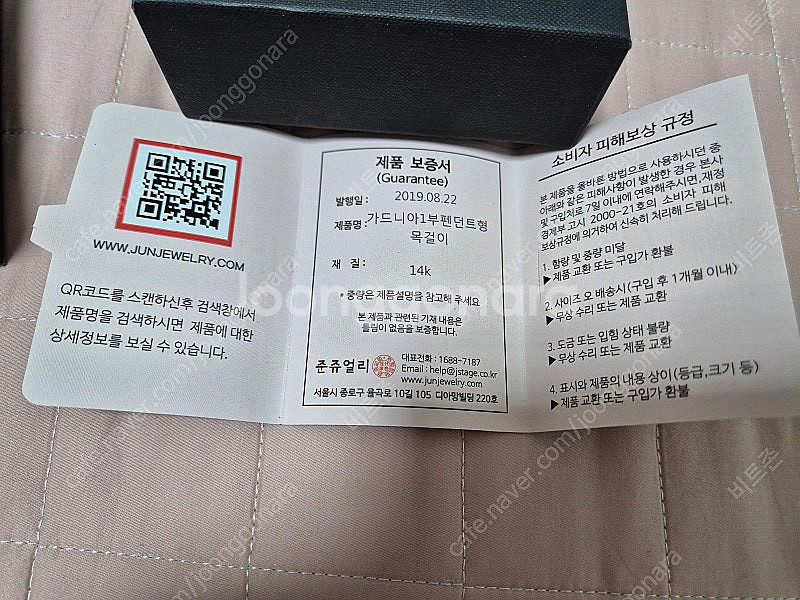 WWW.JUNJEWELRY.COM
QR코드를 스캔하신후 검색창에서
제품명을 검색하시면 제품에 대한
상세정보를 보실 수 있습니다.
제품 보증서
(Guarantee)
발행일 : 2019.08.22
제품명 : 가드니아1부펜던트형
목걸이
재 질 : 14k
* 중량은 제품설명을 참고해 주세요
본 제품과 관련된 기재 내용은
틀림이 없음을 보증합니다.
준쥬얼리
대표전화 : 1688-7187
Email : help@jstage.co.kr
www.junjewelry.com
서울시 종로구 율곡로 10길 105 디아망빌딩 220호
소비자 피해보상 규정
본 제품을 올바른 방법으로 사용하시던 중
아래와 같은 피해사항이 발생한 경우 본사
및 구입처로 7일 이내에 연락해주시면, 재정
경제부 고시 2000-21호의 소비자 피해
보상규정에 의거하여 신속히 처리해 드립니다.
1. 함량 및 중량 미달
▶제품 교환 또는 구입가 환불
2. 사이즈 오 배송시(구입 후 1개월 이내)
▶무상 수리 또는 제품 교환
3. 도금 또는 입힘 상태 불량
▶무상 수리 또는 제품 교환
4. 표시와 제품의 내용 상이(등급,크기 등)
▶제품 교환 또는 구입가 환불
joonggonara
cafe.naver.com/joonggonara
비트존